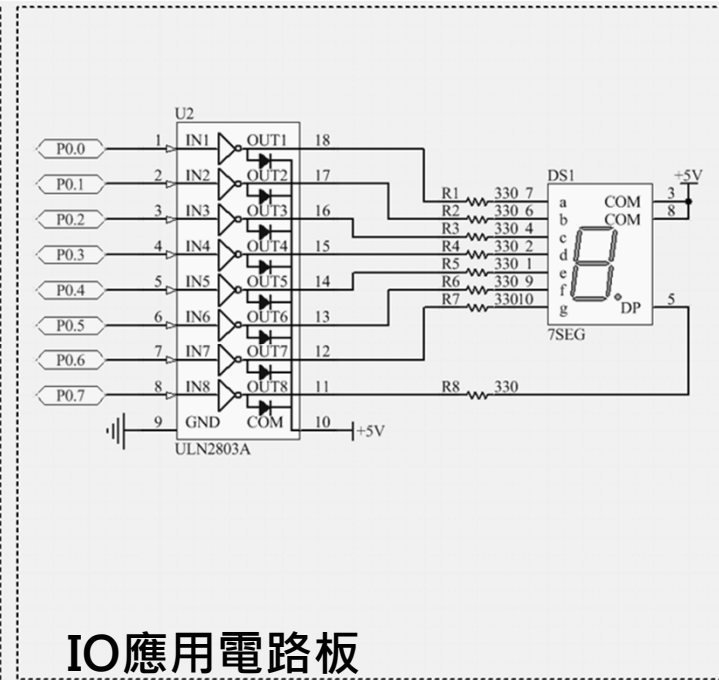 U2
P0.0 1 IN1 OUT1 18
P0.1 2 IN2 OUT2 17
P0.2 3 IN3 OUT3 16
P0.3 4 IN4 OUT4 15
P0.4 5 IN5 OUT5 14
P0.5 6 IN6 OUT6 13
P0.6 7 IN7 OUT7 12
P0.7 8 IN8 OUT8 11
9 GND COM 10 +5V
ULN2803A
DS1 +5V
R1 330 7 a COM 3
R2 330 6 b COM 8
R3 330 4 c
R4 330 2 d
R5 330 1 e
R6 330 9 f
R7 330 10 g DP 5
7SEG
R8 330
IO應用電路板